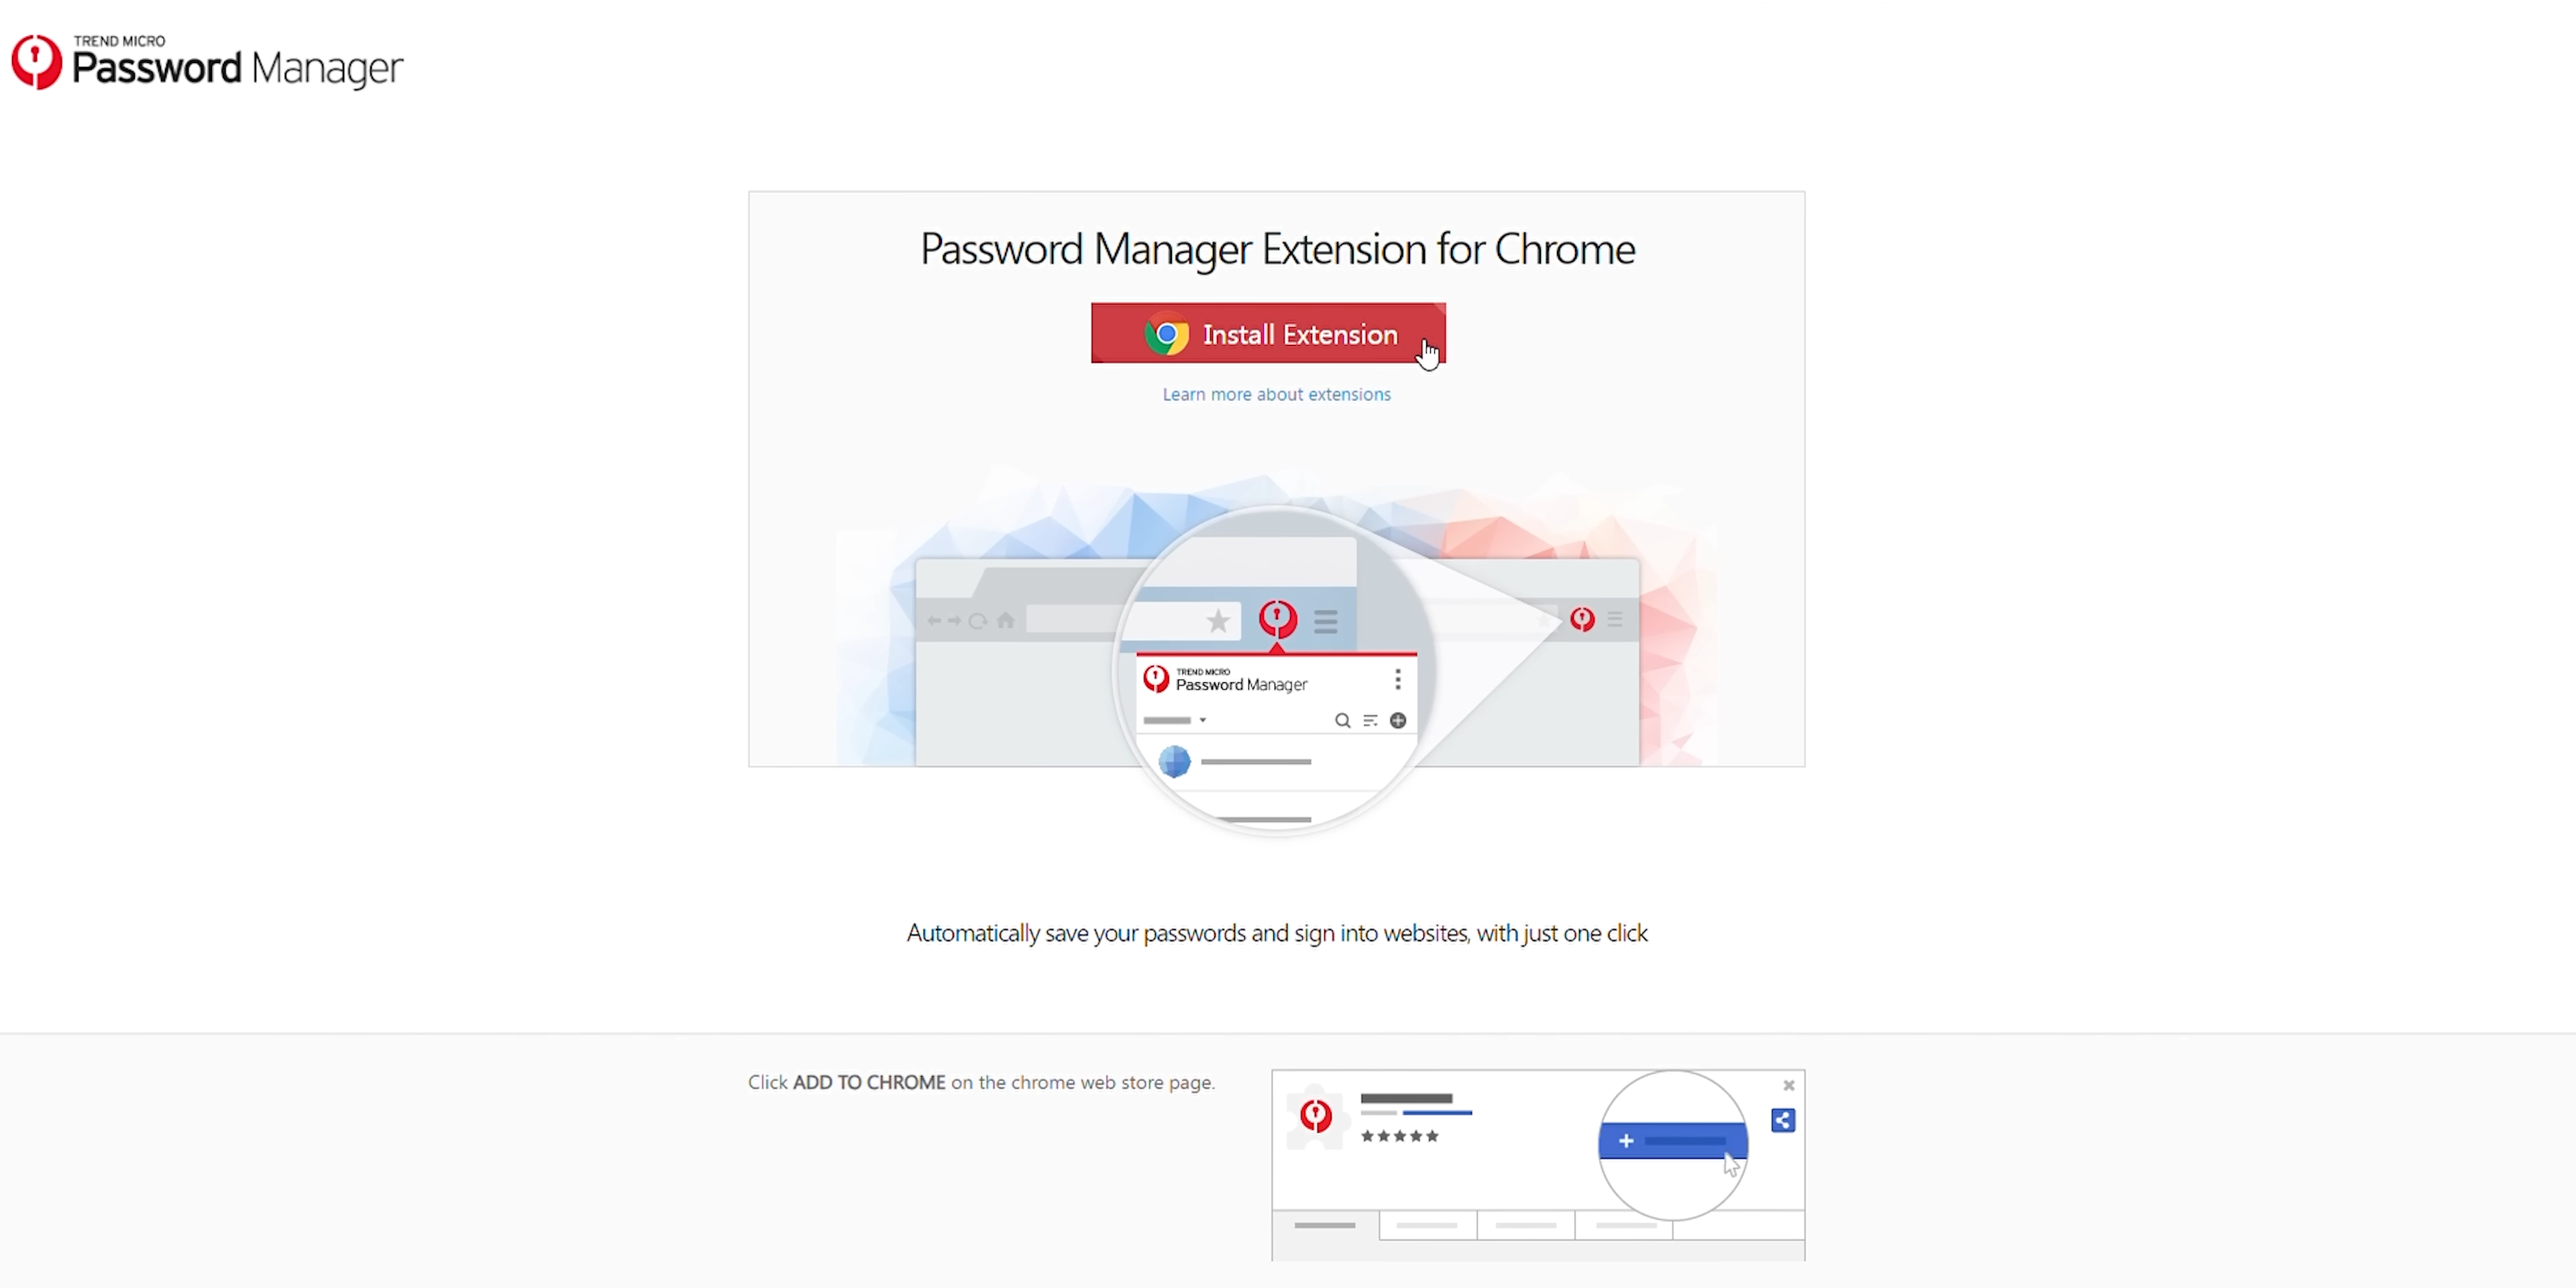 TREND MICRO
Password Manager
Password Manager Extension for Chrome
Install Extension
Learn more about extensions
TREND MICRO
Password Manager
Automatically save your passwords and sign into websites, with just one click
Click ADD TO CHROME on the chrome web store page.